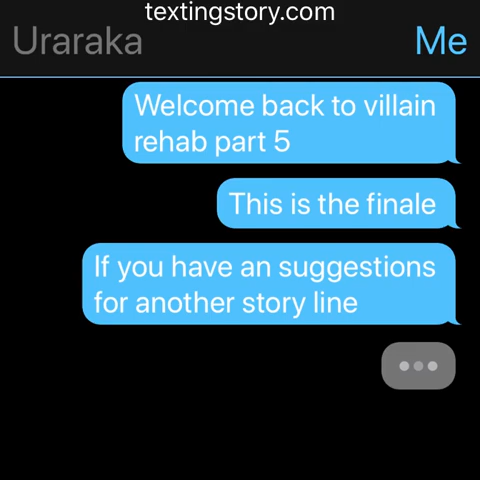 textingstory.com
Uraraka Me
Welcome back to villain
rehab part 5
This is the finale
If you have an suggestions
for another story line